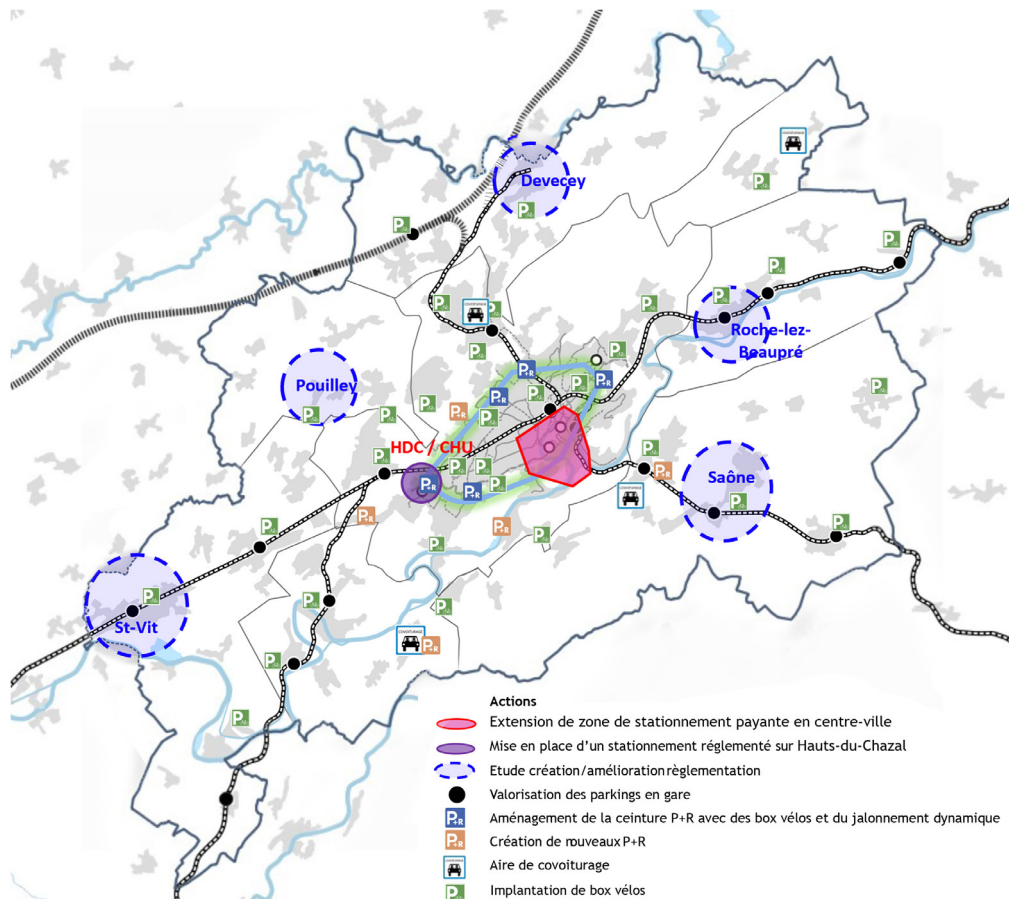 Devecey
COVOITURAGE
Roche-lez-
Beaupré
P+R
P+R
Pouilley
P+R
HDC / CHU
P+R
Saône
P+R
P+R
COVOITURAGE
P+R
P+R
St-Vit
COVOITURAGE
P+R
Actions
Extension de zone de stationnement payante en centre-ville
Mise en place d'un stationnement réglementé sur Hauts-du-Chazal
Etude création/amélioration règlementation
Valorisation des parkings en gare
P+R Aménagement de la ceinture P+R avec des box vélos et du jalonnement dynamique
P+R Création de nouveaux P+R
Aire de covoiturage
P Implantation de box vélos